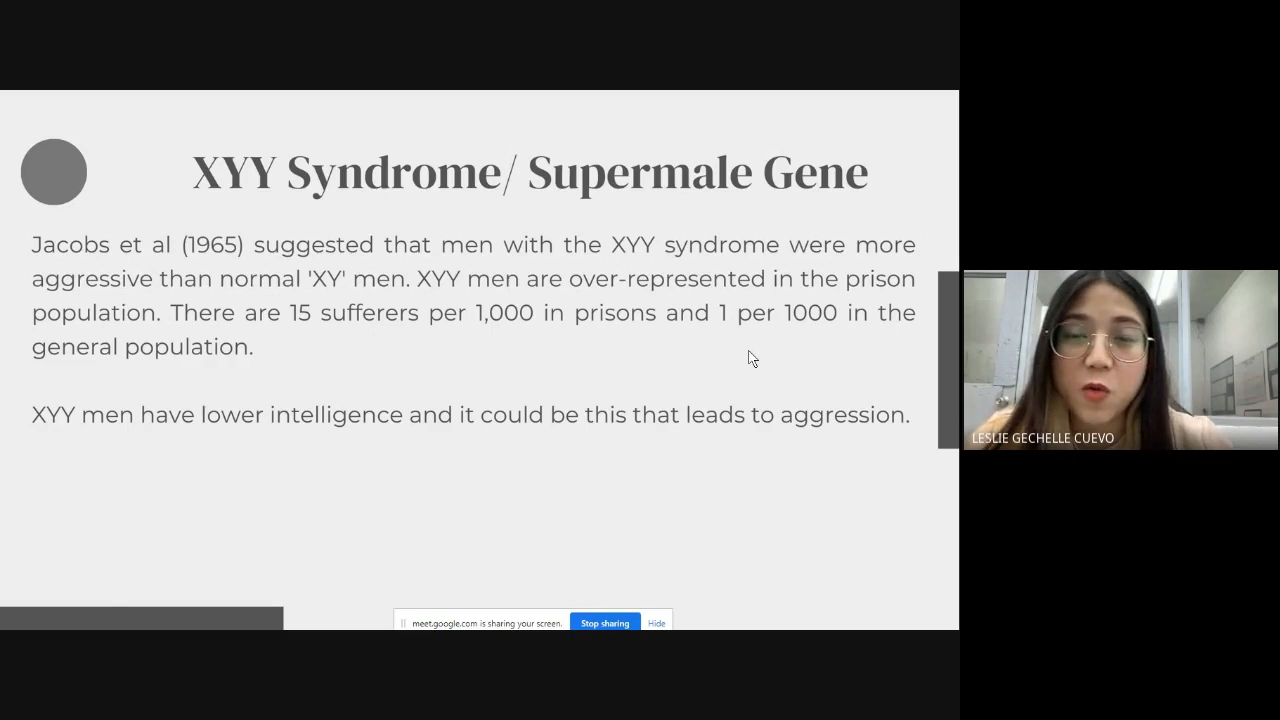 XYY Syndrome/ Supermale Gene
Jacobs et al (1965) suggested that men with the XYY syndrome were more
aggressive than normal 'XY' men. XYY men are over-represented in the prison
population. There are 15 sufferers per 1,000 in prisons and 1 per 1000 in the
general population.
XYY men have lower intelligence and it could be this that leads to aggression.
LESLIE GECHELLE CUEVO
meet.google.com is sharing your screen. Stop sharing Hide